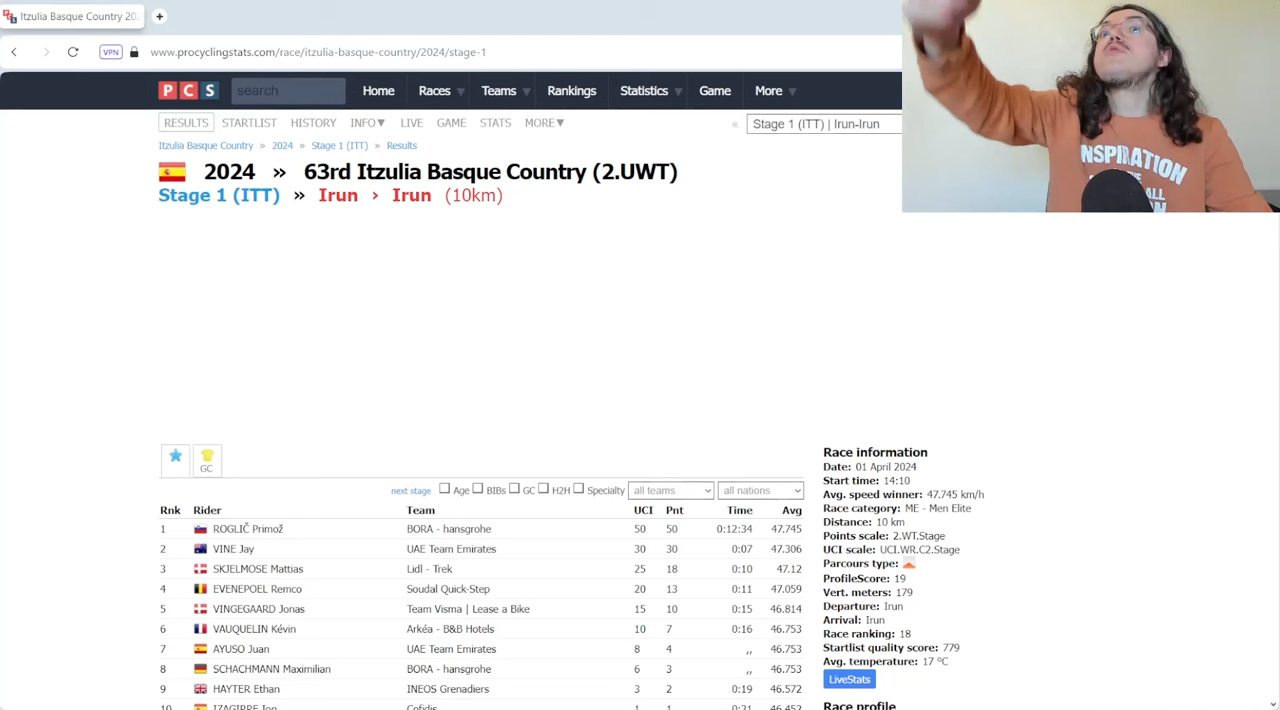 Itzulia Basque Country 20
VPN
www.procyclingstats.com/race/itzulia-basque-country/2024/stage-1
PCS search Home Races ▼ Teams ▼ Rankings Statistics ▼ Game More ▼
RESULTS STARTLIST HISTORY INFO▼ LIVE GAME STATS MORE▼ « Stage 1 (ITT) | Irun-Irun
Itzulia Basque Country » 2024 » Stage 1 (ITT) » Results
2024 » 63rd Itzulia Basque Country (2.UWT)
Stage 1 (ITT) » Irun › Irun (10km)
NSPIRATION
GC
next stage Age BIBs GC H2H Specialty all teams all nations
Rnk Rider Team UCI Pnt Time Avg
1 ROGLIČ Primož BORA - hansgrohe 50 50 0:12:34 47.745
2 VINE Jay UAE Team Emirates 30 30 0:07 47.306
3 SKJELMOSE Mattias Lidl - Trek 25 18 0:10 47.12
4 EVENEPOEL Remco Soudal Quick-Step 20 13 0:11 47.059
5 VINGEGAARD Jonas Team Visma | Lease a Bike 15 10 0:15 46.814
6 VAUQUELIN Kévin Arkéa - B&B Hotels 10 7 0:16 46.753
7 AYUSO Juan UAE Team Emirates 8 4 ,, 46.753
8 SCHACHMANN Maximilian BORA - hansgrohe 6 3 ,, 46.753
9 HAYTER Ethan INEOS Grenadiers 3 2 0:19 46.572
10 IZAGIRRE Ion Cofidis 1 1 0:21 46.452
Race information
Date: 01 April 2024
Start time: 14:10
Avg. speed winner: 47.745 km/h
Race category: ME - Men Elite
Distance: 10 km
Points scale: 2.WT.Stage
UCI scale: UCI.WR.C2.Stage
Parcours type:
ProfileScore: 19
Vert. meters: 179
Departure: Irun
Arrival: Irun
Race ranking: 18
Startlist quality score: 779
Avg. temperature: 17 °C
LiveStats
Race profile